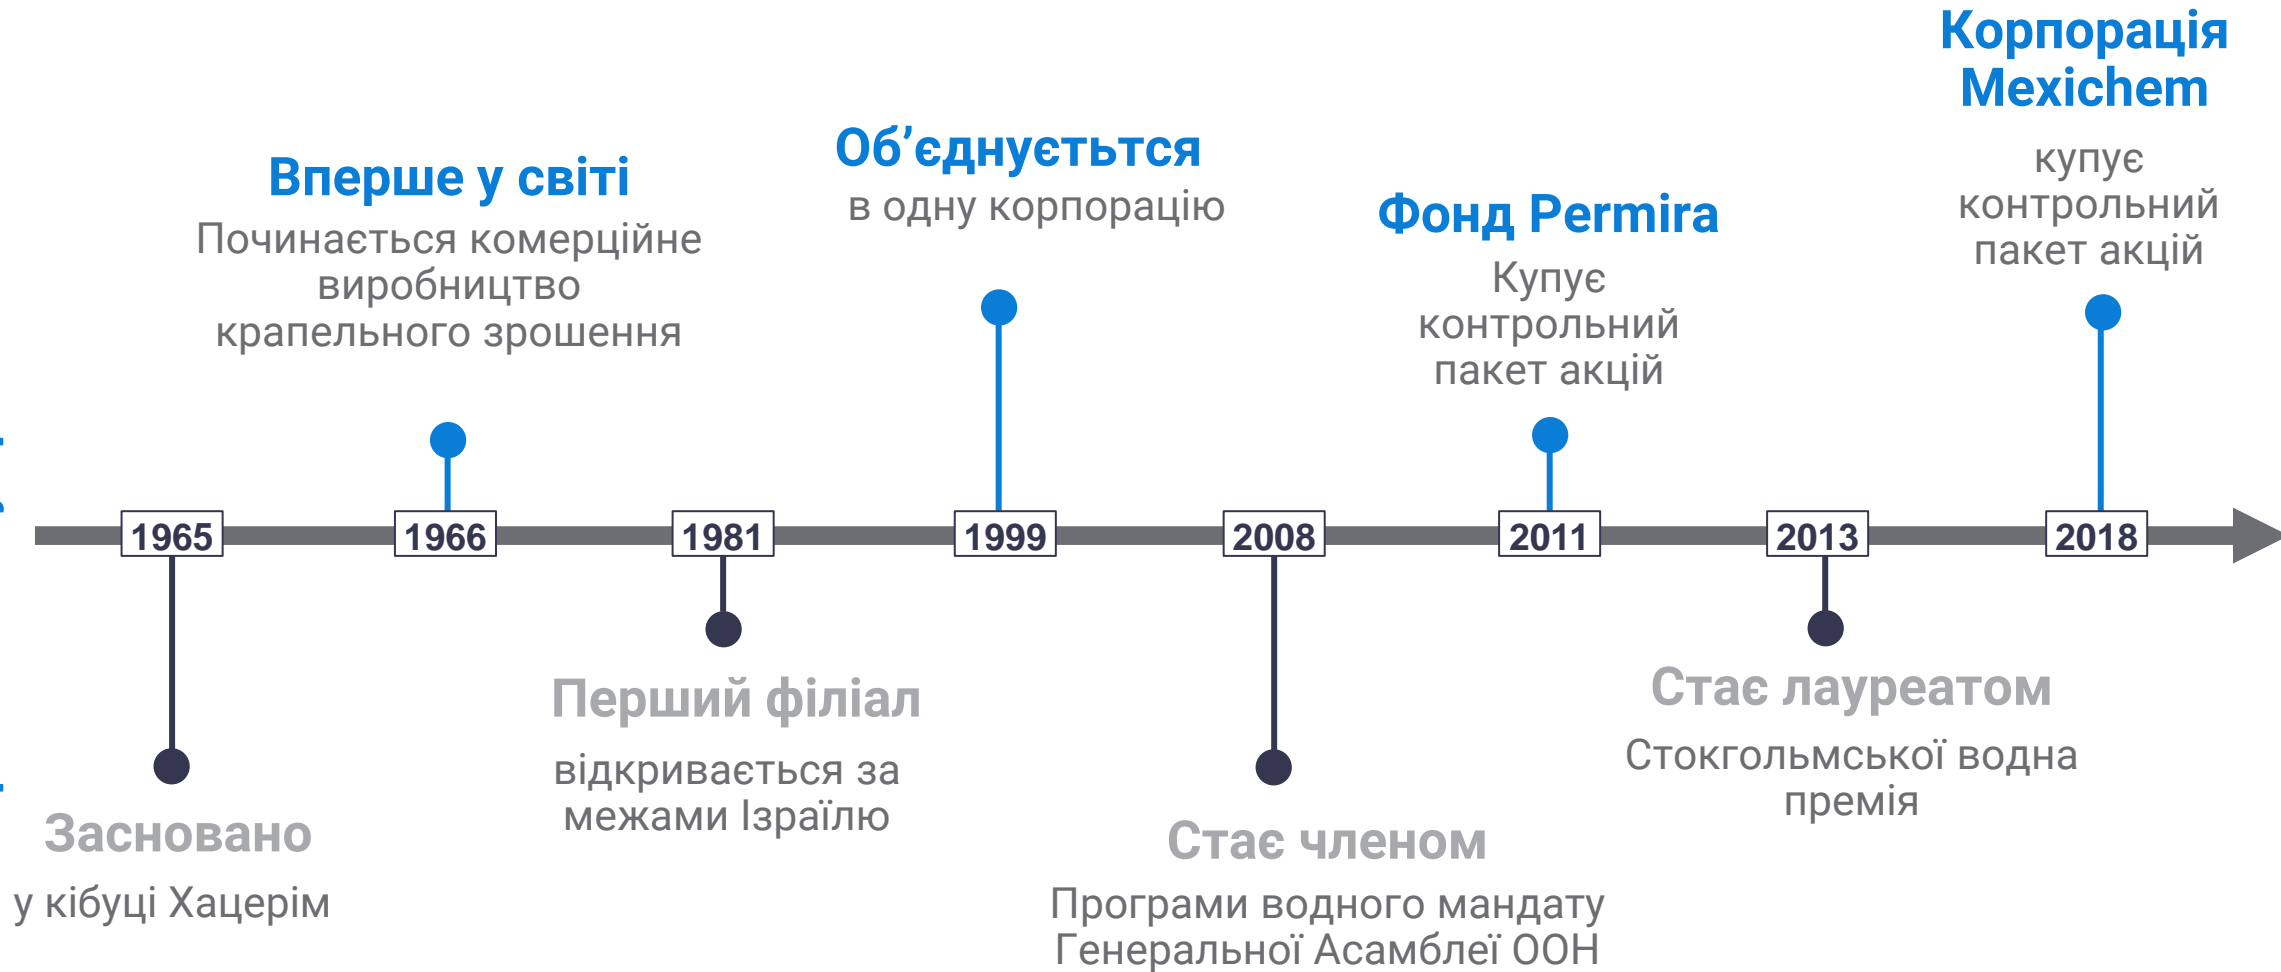 Корпорація
Mexichem
купує
контрольний
пакет акцій
Вперше у світі
Починається комерційне
виробництво
крапельного зрошення
Об’єднуєтьтся
в одну корпорацію
Фонд Permira
Купує
контрольний
пакет акцій
1965
1966
1981
1999
2008
2011
2013
2018
Засновано
у кібуці Хацерім
Перший філіал
відкривається за
межами Ізраїлю
Стає членом
Програми водного мандату
Генеральної Асамблеї ООН
Стає лауреатом
Стокгольмської водна
премія